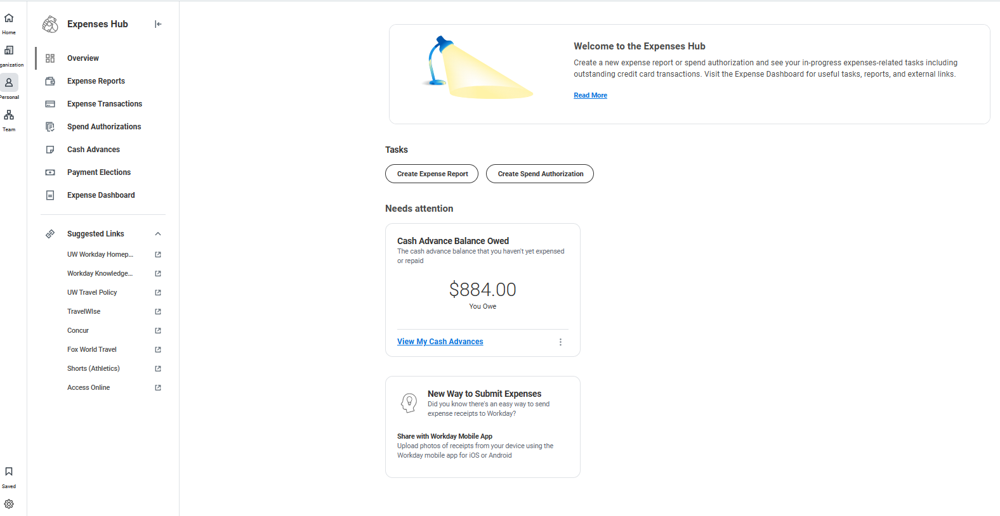 Home
ganization
Personal
Team
Saved
Expenses Hub
Overview
Expense Reports
Expense Transactions
Spend Authorizations
Cash Advances
Payment Elections
Expense Dashboard
Suggested Links
UW Workday Homep...
Workday Knowledge...
UW Travel Policy
TravelWIse
Concur
Fox World Travel
Shorts (Athletics)
Access Online
Welcome to the Expenses Hub
Create a new expense report or spend authorization and see your in-progress expenses-related tasks including
outstanding credit card transactions. Visit the Expense Dashboard for useful tasks, reports, and external links.
Read More
Tasks
Create Expense Report
Create Spend Authorization
Needs attention
Cash Advance Balance Owed
The cash advance balance that you haven't yet expensed
or repaid
$884.00
You Owe
View My Cash Advances
New Way to Submit Expenses
Did you know there's an easy way to send
expense receipts to Workday?
Share with Workday Mobile App
Upload photos of receipts from your device using the
Workday mobile app for iOS or Android